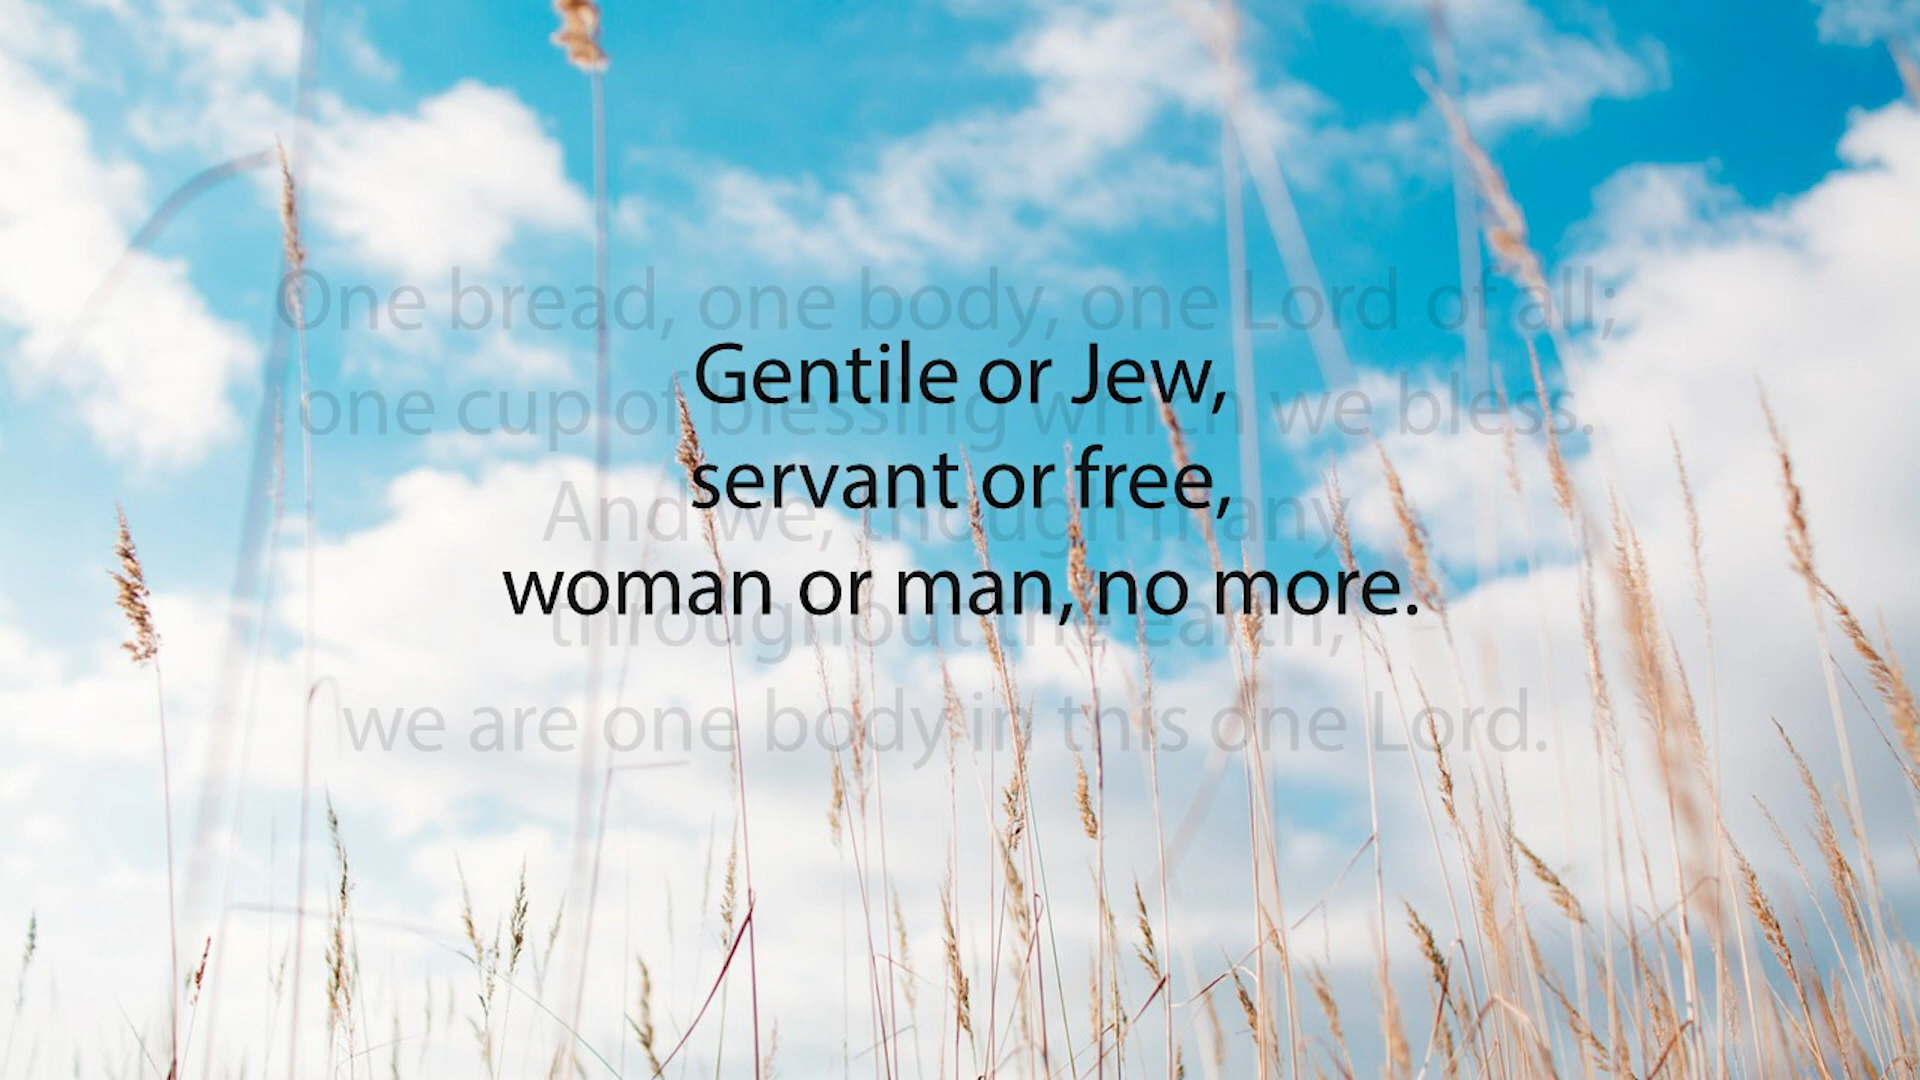 One bread, one body, one Lord of all;
Gentile or Jew,
one cup of blessing which we bless.
servant or free,
And we, though many
woman or man, no more.
throughout the earth,
we are one body in this one Lord.